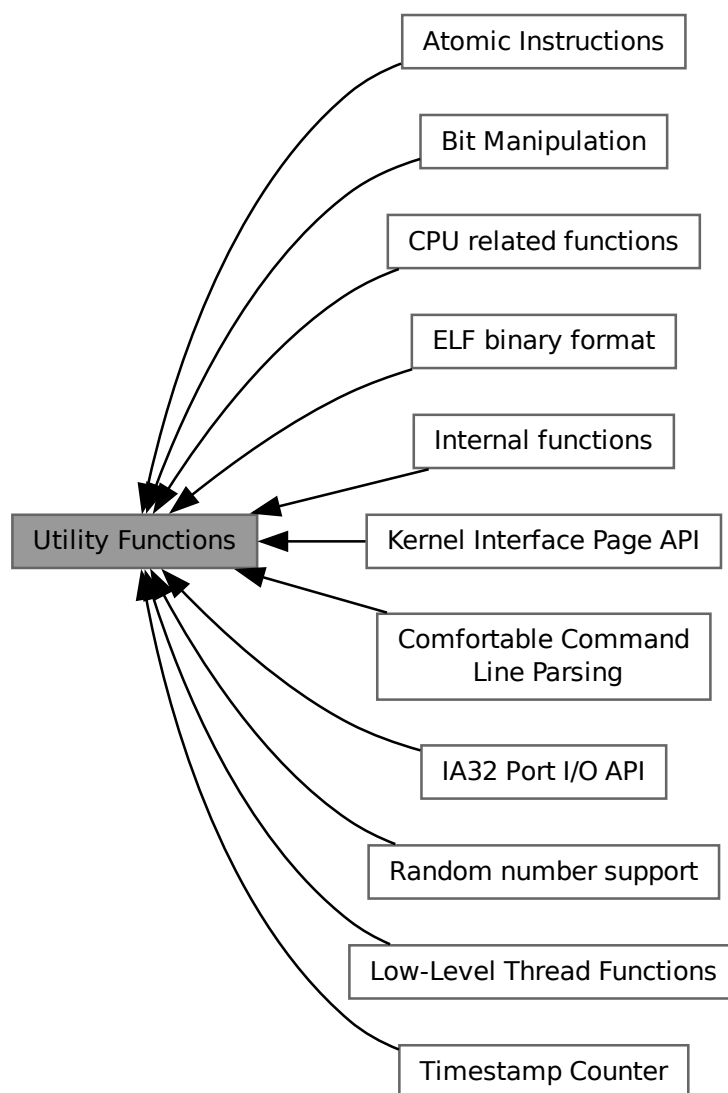 Atomic Instructions
Bit Manipulation
CPU related functions
ELF binary format
Internal functions
Utility Functions
Kernel Interface Page API
Comfortable Command
Line Parsing
IA32 Port I/O API
Random number support
Low-Level Thread Functions
Timestamp Counter